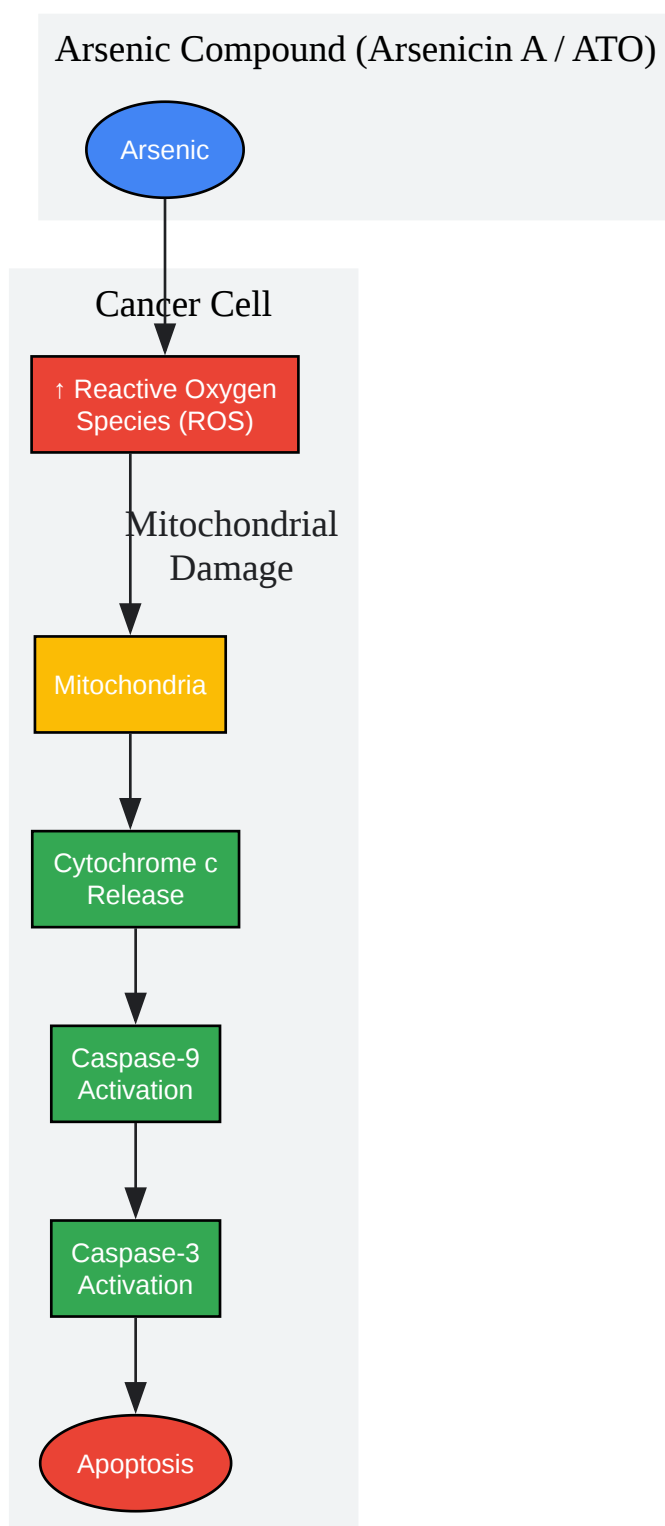 Arsenic Compound (Arsenicin A / ATO)
Arsenic
Cancer Cell
↑ Reactive Oxygen
Species (ROS)
Mitochondrial
Damage
Mitochondria
Cytochrome c
Release
Caspase-9
Activation
Caspase-3
Activation
Apoptosis